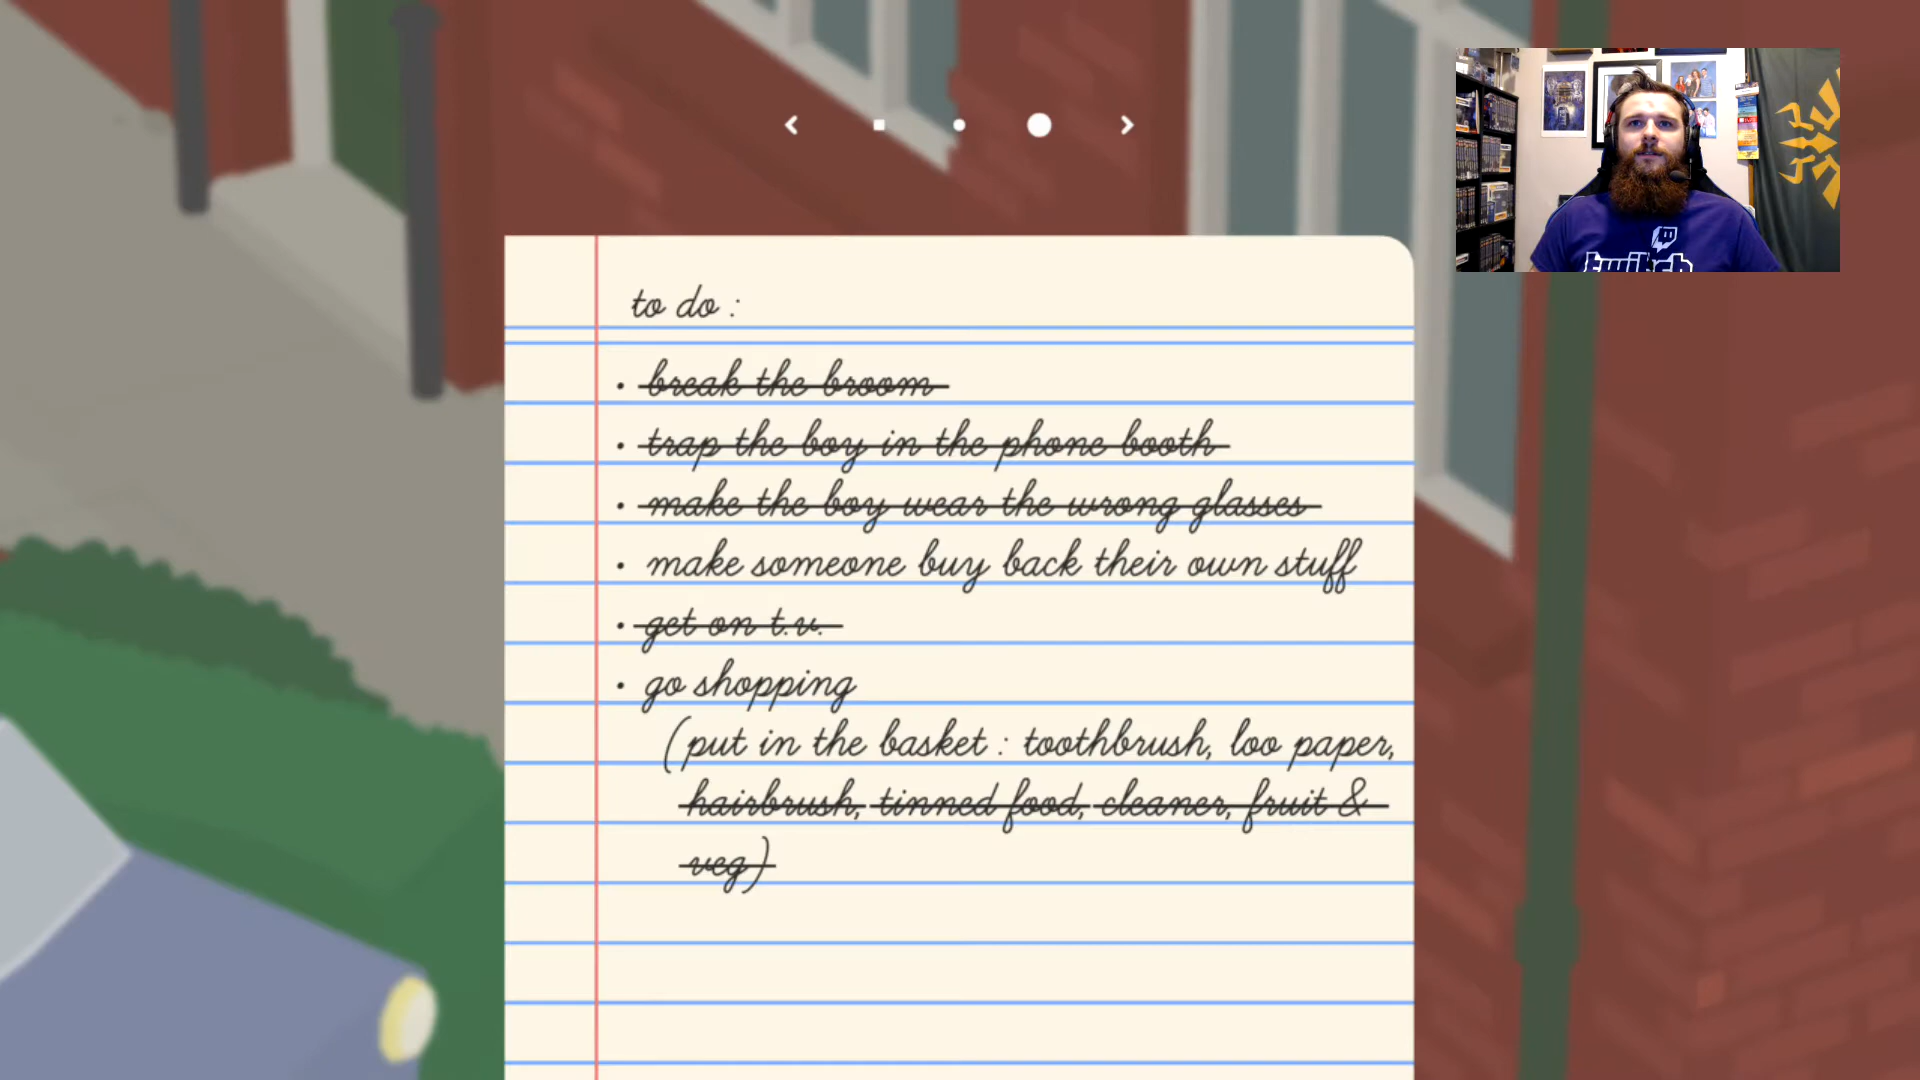 to do :
• break the broom
• trap the boy in the phone booth
• make the boy wear the wrong glasses
• make someone buy back their own stuff
• get on t.v.
• go shopping
(put in the basket : toothbrush, loo paper,
hairbrush, tinned food, cleaner, fruit &
veg)
twitch